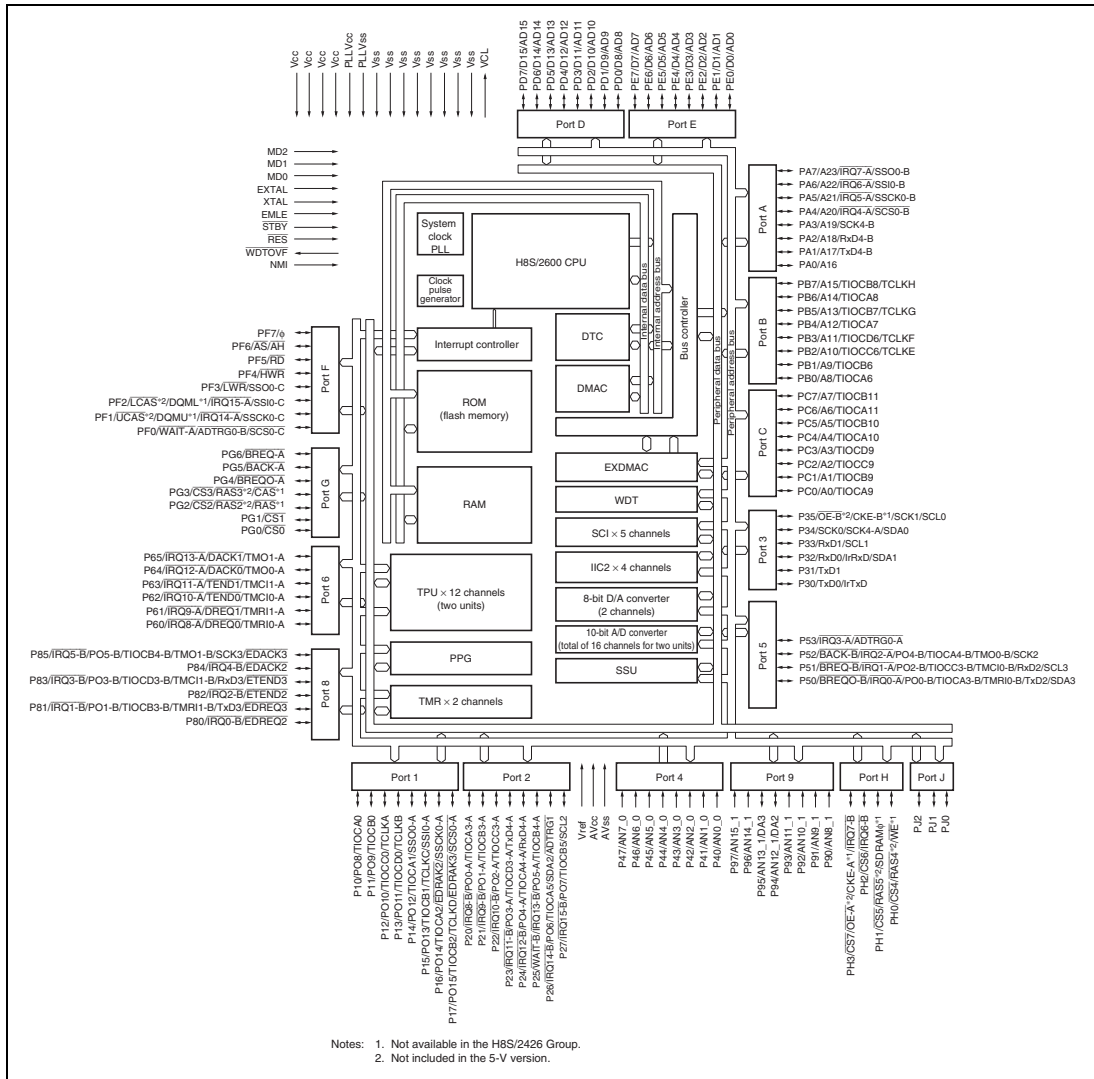 Vcc
Vcc
Vcc
Vcc
PLLVcc
PLLVss
Vss
Vss
Vss
Vss
Vss
Vss
Vss
Vss
VCL
PD7/D15/AD15
PD6/D14/AD14
PD5/D13/AD13
PD4/D12/AD12
PD3/D11/AD11
PD2/D10/AD10
PD1/D9/AD9
PD0/D8/AD8
PE7/D7/AD7
PE6/D6/AD6
PE5/D5/AD5
PE4/D4/AD4
PE3/D3/AD3
PE2/D2/AD2
PE1/D1/AD1
PE0/D0/AD0
Port D
Port E
MD2
MD1
MD0
EXTAL
XTAL
EMLE
STBY
RES
WDTOVF
NMI
System
clock
PLL
Clock
pulse
generator
H8S/2600 CPU
Interrupt controller
DTC
DMAC
Internal data bus
Internal address bus
Bus controller
Peripheral data bus
Peripheral address bus
ROM
(flash memory)
RAM
EXDMAC
WDT
SCI × 5 channels
IIC2 × 4 channels
8-bit D/A converter
(2 channels)
10-bit A/D converter
(total of 16 channels for two units)
SSU
TPU × 12 channels
(two units)
PPG
TMR × 2 channels
Port A
PA7/A23/IRQ7-A/SSO0-B
PA6/A22/IRQ6-A/SSI0-B
PA5/A21/IRQ5-A/SSCK0-B
PA4/A20/IRQ4-A/SCS0-B
PA3/A19/SCK4-B
PA2/A18/RxD4-B
PA1/A17/TxD4-B
PA0/A16
Port B
PB7/A15/TIOCB8/TCLKH
PB6/A14/TIOCA8
PB5/A13/TIOCB7/TCLKG
PB4/A12/TIOCA7
PB3/A11/TIOCD6/TCLKF
PB2/A10/TIOCC6/TCLKE
PB1/A9/TIOCB6
PB0/A8/TIOCA6
Port C
PC7/A7/TIOCB11
PC6/A6/TIOCA11
PC5/A5/TIOCB10
PC4/A4/TIOCA10
PC3/A3/TIOCD9
PC2/A2/TIOCC9
PC1/A1/TIOCB9
PC0/A0/TIOCA9
Port 3
P35/OE-B*2/CKE-B*1/SCK1/SCL0
P34/SCK0/SCK4-A/SDA0
P33/RxD1/SCL1
P32/RxD0/IrRxD/SDA1
P31/TxD1
P30/TxD0/IrTxD
Port 5
P53/IRQ3-A/ADTRG0-A
P52/BACK-B/IRQ2-A/PO4-B/TIOCA4-B/TMO0-B/SCK2
P51/BREQ-B/IRQ1-A/PO2-B/TIOCC3-B/TMCI0-B/RxD2/SCL3
P50/BREQO-B/IRQ0-A/PO0-B/TIOCA3-B/TMRI0-B/TxD2/SDA3
PF7/ϕ
PF6/AS/AH
PF5/RD
PF4/HWR
PF3/LWR/SSO0-C
PF2/LCAS*2/DQML*1/IRQ15-A/SSI0-C
PF1/UCAS*2/DQMU*1/IRQ14-A/SSCK0-C
PF0/WAIT-A/ADTRG0-B/SCS0-C
Port F
PG6/BREQ-A
PG5/BACK-A
PG4/BREQO-A
PG3/CS3/RAS3*2/CAS*1
PG2/CS2/RAS2*2/RAS*1
PG1/CS1
PG0/CS0
Port G
P65/IRQ13-A/DACK1/TMO1-A
P64/IRQ12-A/DACK0/TMO0-A
P63/IRQ11-A/TEND1/TMCI1-A
P62/IRQ10-A/TEND0/TMCI0-A
P61/IRQ9-A/DREQ1/TMRI1-A
P60/IRQ8-A/DREQ0/TMRI0-A
Port 6
P85/IRQ5-B/PO5-B/TIOCB4-B/TMO1-B/SCK3/EDACK3
P84/IRQ4-B/EDACK2
P83/IRQ3-B/PO3-B/TIOCD3-B/TMCI1-B/RxD3/ETEND3
P82/IRQ2-B/ETEND2
P81/IRQ1-B/PO1-B/TIOCB3-B/TMRI1-B/TxD3/EDREQ3
P80/IRQ0-B/EDREQ2
Port 8
Port 1
Port 2
Port 4
Port 9
Port H
Port J
P10/PO8/TIOCA0
P11/PO9/TIOCB0
P12/PO10/TIOCC0/TCLKA
P13/PO11/TIOCD0/TCLKB
P14/PO12/TIOCA1/SSO0-A
P15/PO13/TIOCB1/TCLKC/SSI0-A
P16/PO14/TIOCA2/EDRAK2/SSCK0-A
P17/PO15/TIOCB2/TCLKD/EDRAK3/SCS0-A
P20/IRQ8-B/PO0-A/TIOCA3-A
P21/IRQ9-B/PO1-A/TIOCB3-A
P22/IRQ10-B/PO2-A/TIOCC3-A
P23/IRQ11-B/PO3-A/TIOCD3-A/TxD4-A
P24/IRQ12-B/PO4-A/TIOCA4-A/RxD4-A
P25/WAIT-B/IRQ13-B/PO5-A/TIOCB4-A
P26/IRQ14-B/PO6/TIOCA5/SDA2/ADTRG1
P27/IRQ15-B/PO7/TIOCB5/SCL2
Vref
AVcc
AVss
P47/AN7_0
P46/AN6_0
P45/AN5_0
P44/AN4_0
P43/AN3_0
P42/AN2_0
P41/AN1_0
P40/AN0_0
P97/AN15_1
P96/AN14_1
P95/AN13_1/DA3
P94/AN12_1/DA2
P93/AN11_1
P92/AN10_1
P91/AN9_1
P90/AN8_1
PH3/CS7/OE-A*2/CKE-A*1/IRQ7-B
PH2/CS6/IRQ6-B
PH1/CS5/RAS5*2/SDRAMϕ*1
PH0/CS4/RAS4*2/WE*1
PJ2
PJ1
PJ0
Notes: 1. Not available in the H8S/2426 Group.
2. Not included in the 5-V version.